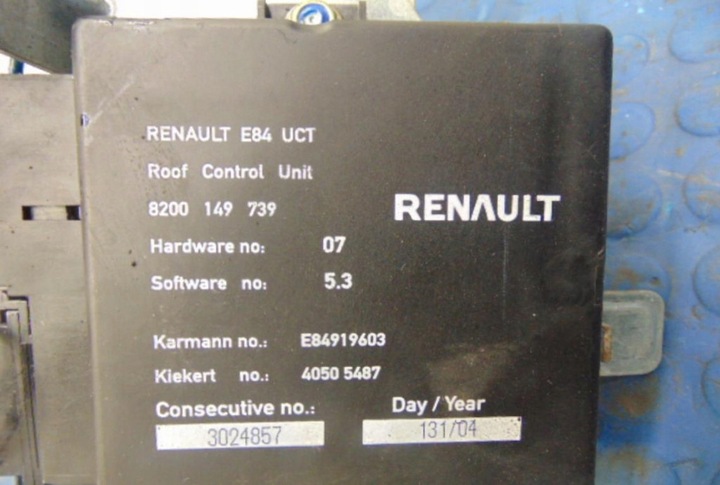 RENAULT E84 UCT
Roof Control Unit
8200 149 739
RENAULT
Hardware no: 07
Software no: 5.3
Karmann no.: E84919603
Kiekert no.: 4050 5487
Consecutive no.: Day / Year
3024857 131/04